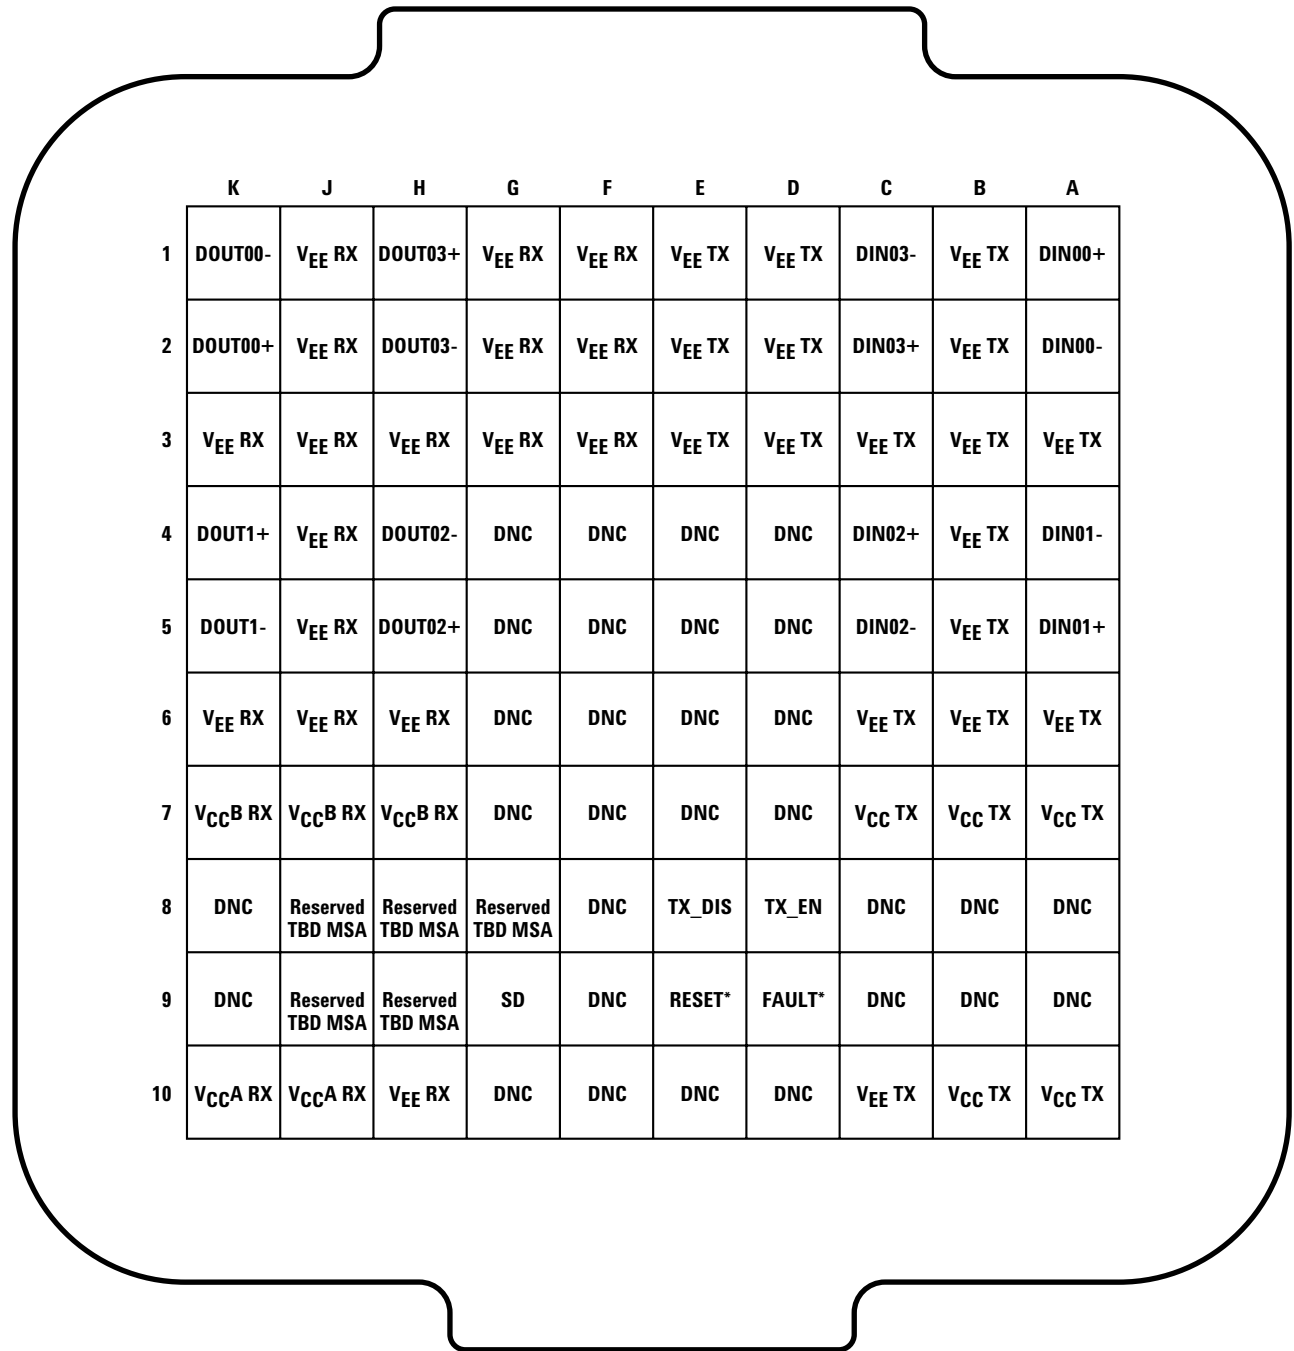 K J H G F E D C B A
1 DOUT00- VEE RX DOUT03+ VEE RX VEE RX VEE TX VEE TX DIN03- VEE TX DIN00+
2 DOUT00+ VEE RX DOUT03- VEE RX VEE RX VEE TX VEE TX DIN03+ VEE TX DIN00-
3 VEE RX VEE RX VEE RX VEE RX VEE RX VEE TX VEE TX VEE TX VEE TX VEE TX
4 DOUT1+ VEE RX DOUT02- DNC DNC DNC DNC DIN02+ VEE TX DIN01-
5 DOUT1- VEE RX DOUT02+ DNC DNC DNC DNC DIN02- VEE TX DIN01+
6 VEE RX VEE RX VEE RX DNC DNC DNC DNC VEE TX VEE TX VEE TX
7 VCCB RX VCCB RX VCCB RX DNC DNC DNC DNC VCC TX VCC TX VCC TX
8 DNC Reserved Reserved Reserved DNC TX_DIS TX_EN DNC DNC DNC
TBD MSA TBD MSA TBD MSA
9 DNC Reserved Reserved SD DNC RESET* FAULT* DNC DNC DNC
TBD MSA TBD MSA
10 VCCA RX VCCA RX VEE RX DNC DNC DNC DNC VEE TX VCC TX VCC TX